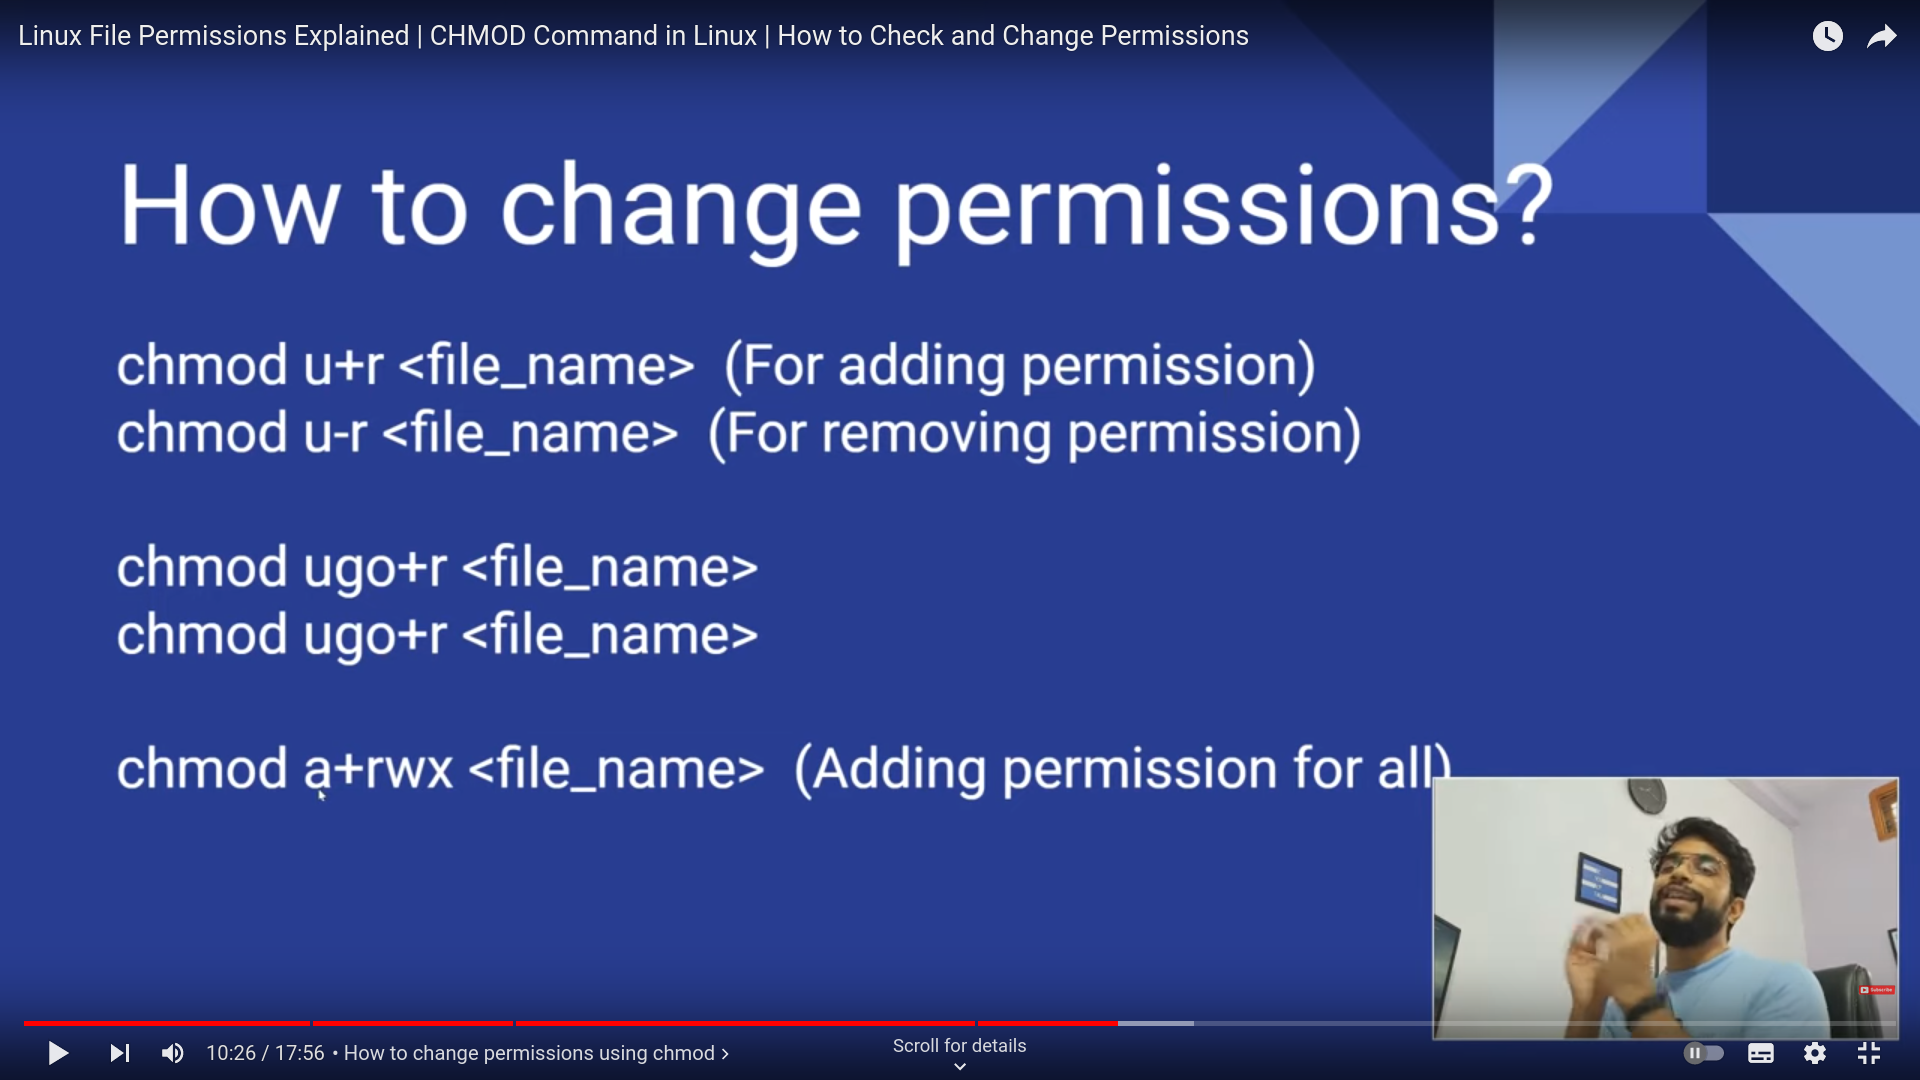 Linux File Permissions Explained | CHMOD Command in Linux | How to Check and Change Permissions
How to change permissions?
chmod u+r <file_name> (For adding permission)
chmod u-r <file_name> (For removing permission)
chmod ugo+r <file_name>
chmod ugo+r <file_name>
chmod a+rwx <file_name> (Adding permission for all)
Subscribe
10:26 / 17:56 • How to change permissions using chmod >
Scroll for details